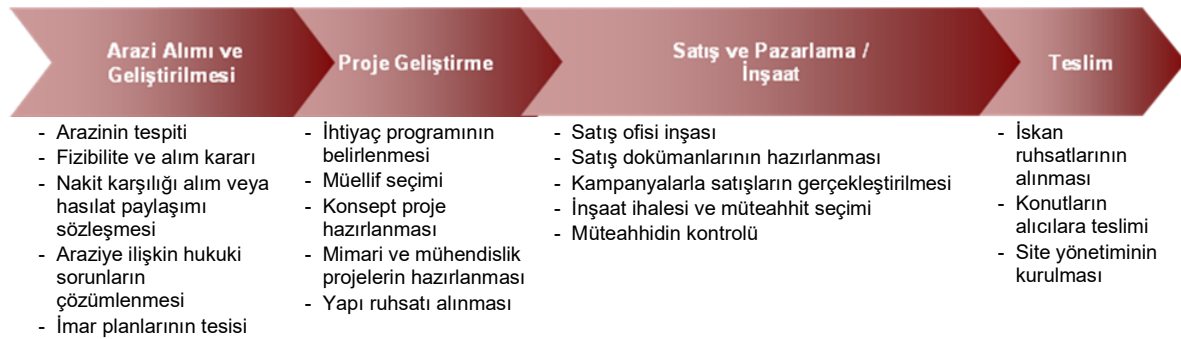 Arazi Alımı ve
Geliştirilmesi
Proje Geliştirme
Satış ve Pazarlama /
İnşaat
Teslim
- Arazinin tespiti
- Fizibilite ve alım kararı
- Nakit karşılığı alım veya
hasılat paylaşımı
sözleşmesi
- Araziye ilişkin hukuki
sorunların
çözümlenmesi
- İmar planlarının tesisi
- İhtiyaç programının
belirlenmesi
- Müellif seçimi
- Konsept proje
hazırlanması
- Mimari ve mühendislik
projelerin hazırlanması
- Yapı ruhsatı alınması
- Satış ofisi inşası
- Satış dokümanlarının hazırlanması
- Kampanyalarla satışların gerçekleştirilmesi
- İnşaat ihalesi ve müteahhit seçimi
- Müteahhidin kontrolü
- İskan
ruhsatlarının
alınması
- Konutların
alıcılara teslimi
- Site yönetiminin
kurulması